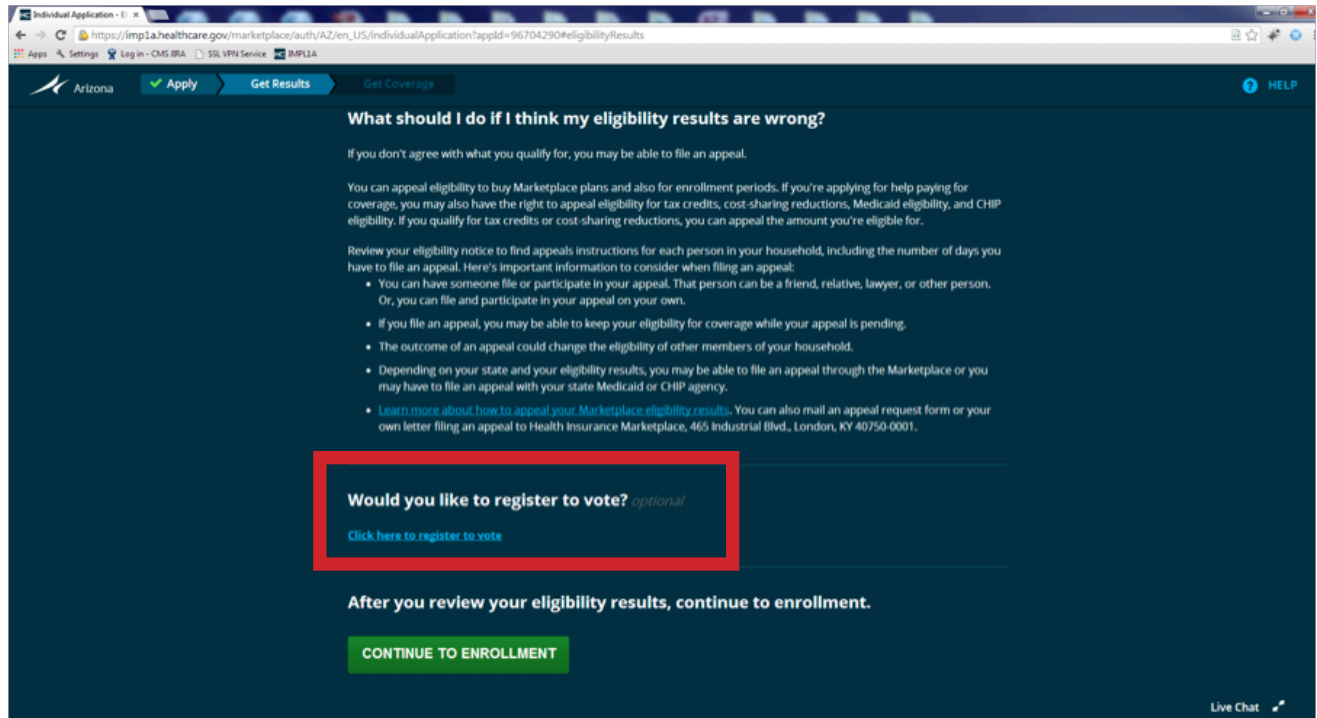 Individual Application - E
https://imp1a.healthcare.gov/marketplace/auth/AZ/en_US/individualApplication?appId=96704290#eligibilityResults
Apps Settings Log in - CMS IIRA SSL VPN Service IMPL1A
Arizona Apply Get Results Get Coverage ? HELP
What should I do if I think my eligibility results are wrong?
If you don't agree with what you qualify for, you may be able to file an appeal.
You can appeal eligibility to buy Marketplace plans and also for enrollment periods. If you're applying for help paying for
coverage, you may also have the right to appeal eligibility for tax credits, cost-sharing reductions, Medicaid eligibility, and CHIP
eligibility. If you qualify for tax credits or cost-sharing reductions, you can appeal the amount you're eligible for.
Review your eligibility notice to find appeals instructions for each person in your household, including the number of days you
have to file an appeal. Here's important information to consider when filing an appeal:
• You can have someone file or participate in your appeal. That person can be a friend, relative, lawyer, or other person.
Or, you can file and participate in your appeal on your own.
• If you file an appeal, you may be able to keep your eligibility for coverage while your appeal is pending.
• The outcome of an appeal could change the eligibility of other members of your household.
• Depending on your state and your eligibility results, you may be able to file an appeal through the Marketplace or you
may have to file an appeal with your state Medicaid or CHIP agency.
• Learn more about how to appeal your Marketplace eligibility results. You can also mail an appeal request form or your
own letter filing an appeal to Health Insurance Marketplace, 465 Industrial Blvd., London, KY 40750-0001.
Would you like to register to vote? optional
Click here to register to vote
After you review your eligibility results, continue to enrollment.
CONTINUE TO ENROLLMENT
Live Chat